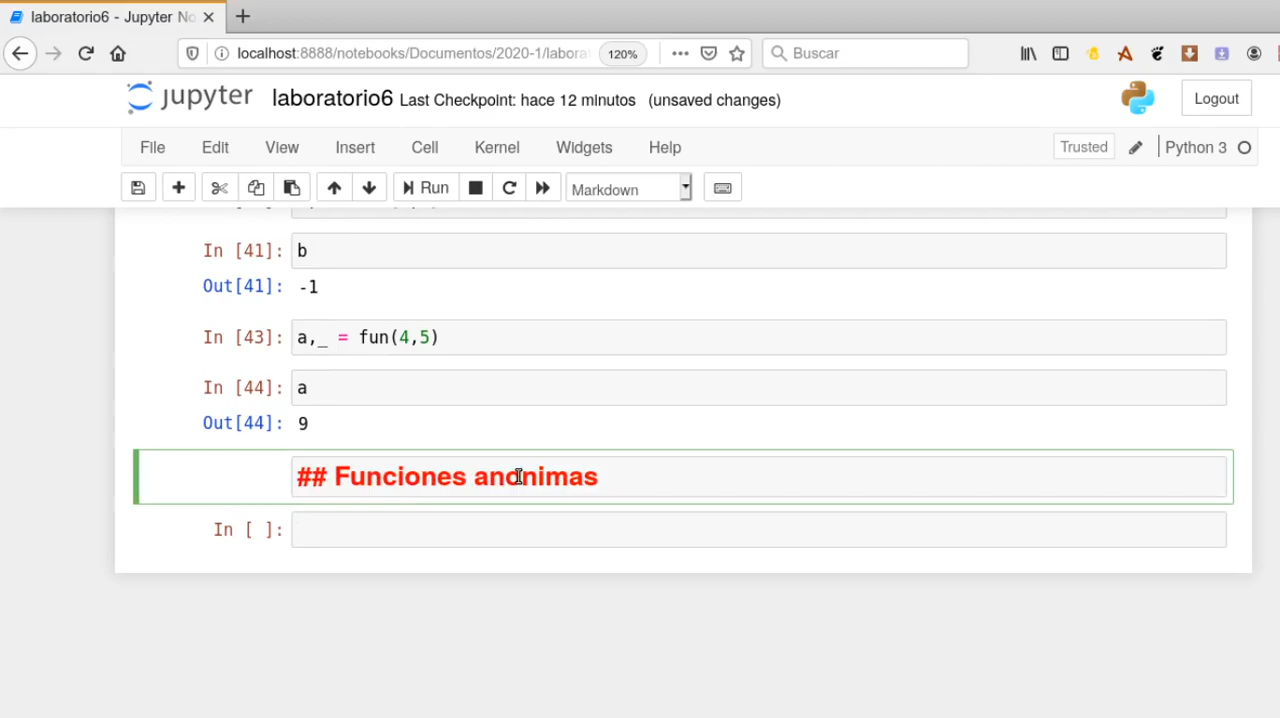 laboratorio6 - Jupyter No
localhost:8888/notebooks/Documentos/2020-1/labora
120%
Buscar
jupyter laboratorio6 Last Checkpoint: hace 12 minutos (unsaved changes)
Logout
File Edit View Insert Cell Kernel Widgets Help
Trusted
Python 3
Run
Markdown
In [41]: b
Out[41]: -1
In [43]: a,_ = fun(4,5)
In [44]: a
Out[44]: 9
## Funciones anonimas
In [ ]: